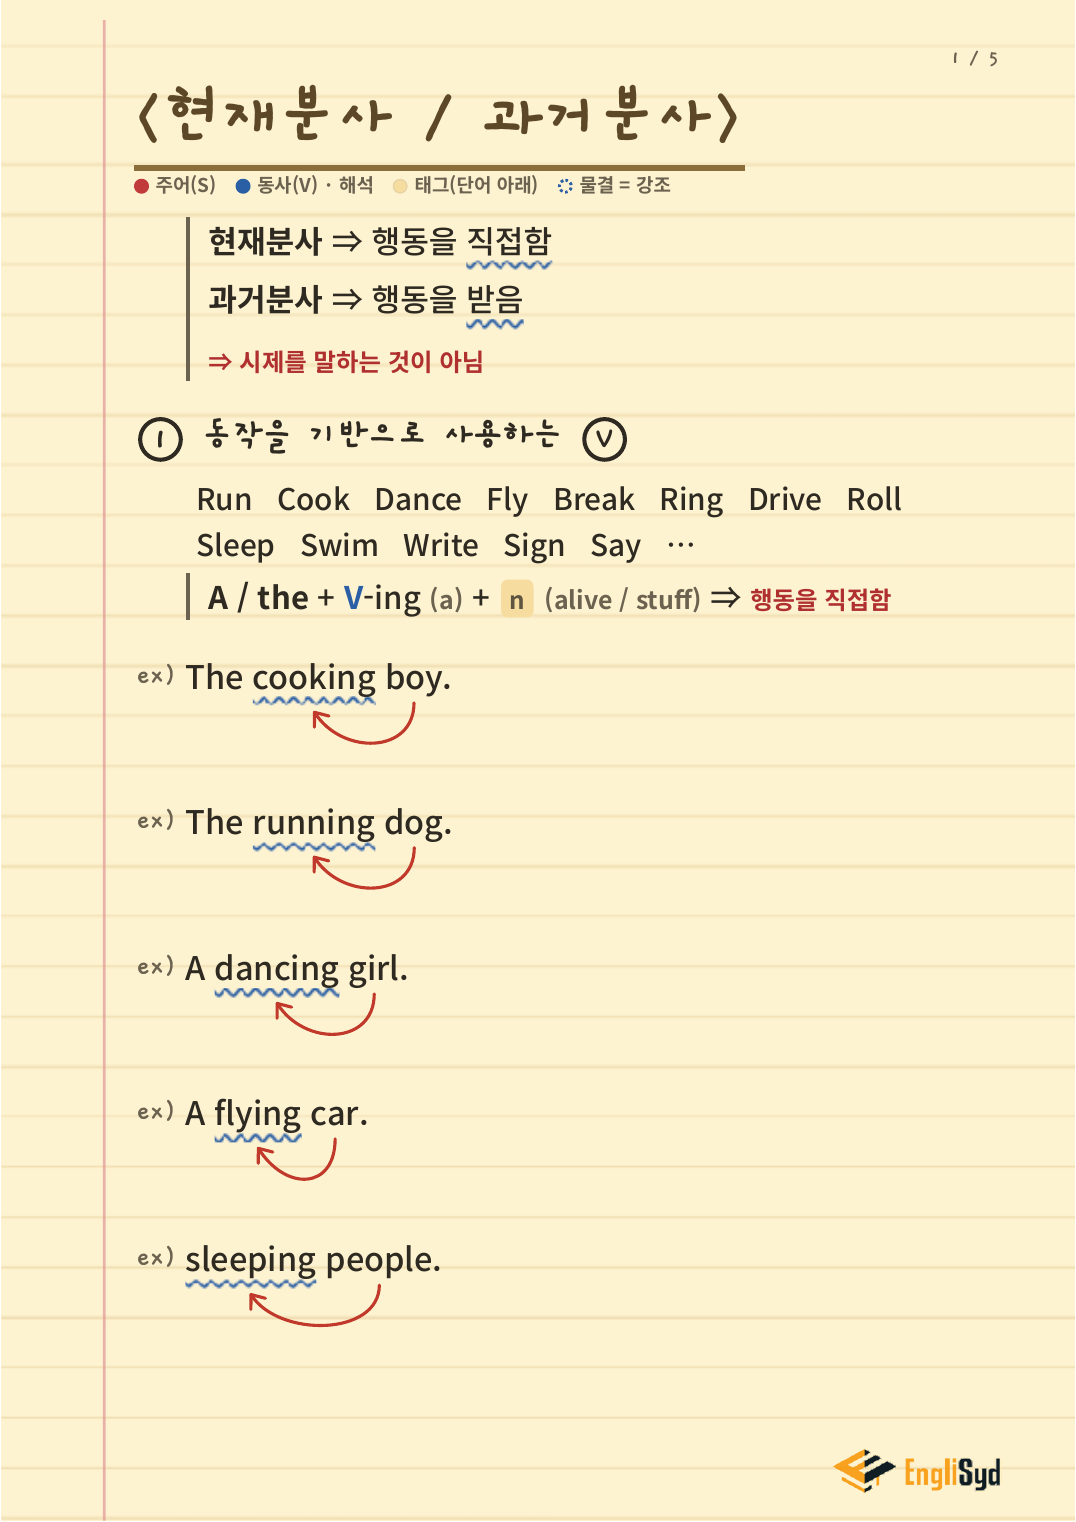 1 / 5
<현재분사 / 과거분사>
주어(S) 동사(V) · 해석 태그(단어 아래) 물결 = 강조
현재분사 ⇒ 행동을 직접함
과거분사 ⇒ 행동을 받음
⇒ 시제를 말하는 것이 아님
① 동작을 기반으로 사용하는 Ⓥ
Run Cook Dance Fly Break Ring Drive Roll
Sleep Swim Write Sign Say ···
A / the + V-ing (a) + n (alive / stuff) ⇒ 행동을 직접함
ex) The cooking boy.
ex) The running dog.
ex) A dancing girl.
ex) A flying car.
ex) sleeping people.
EngliSyd